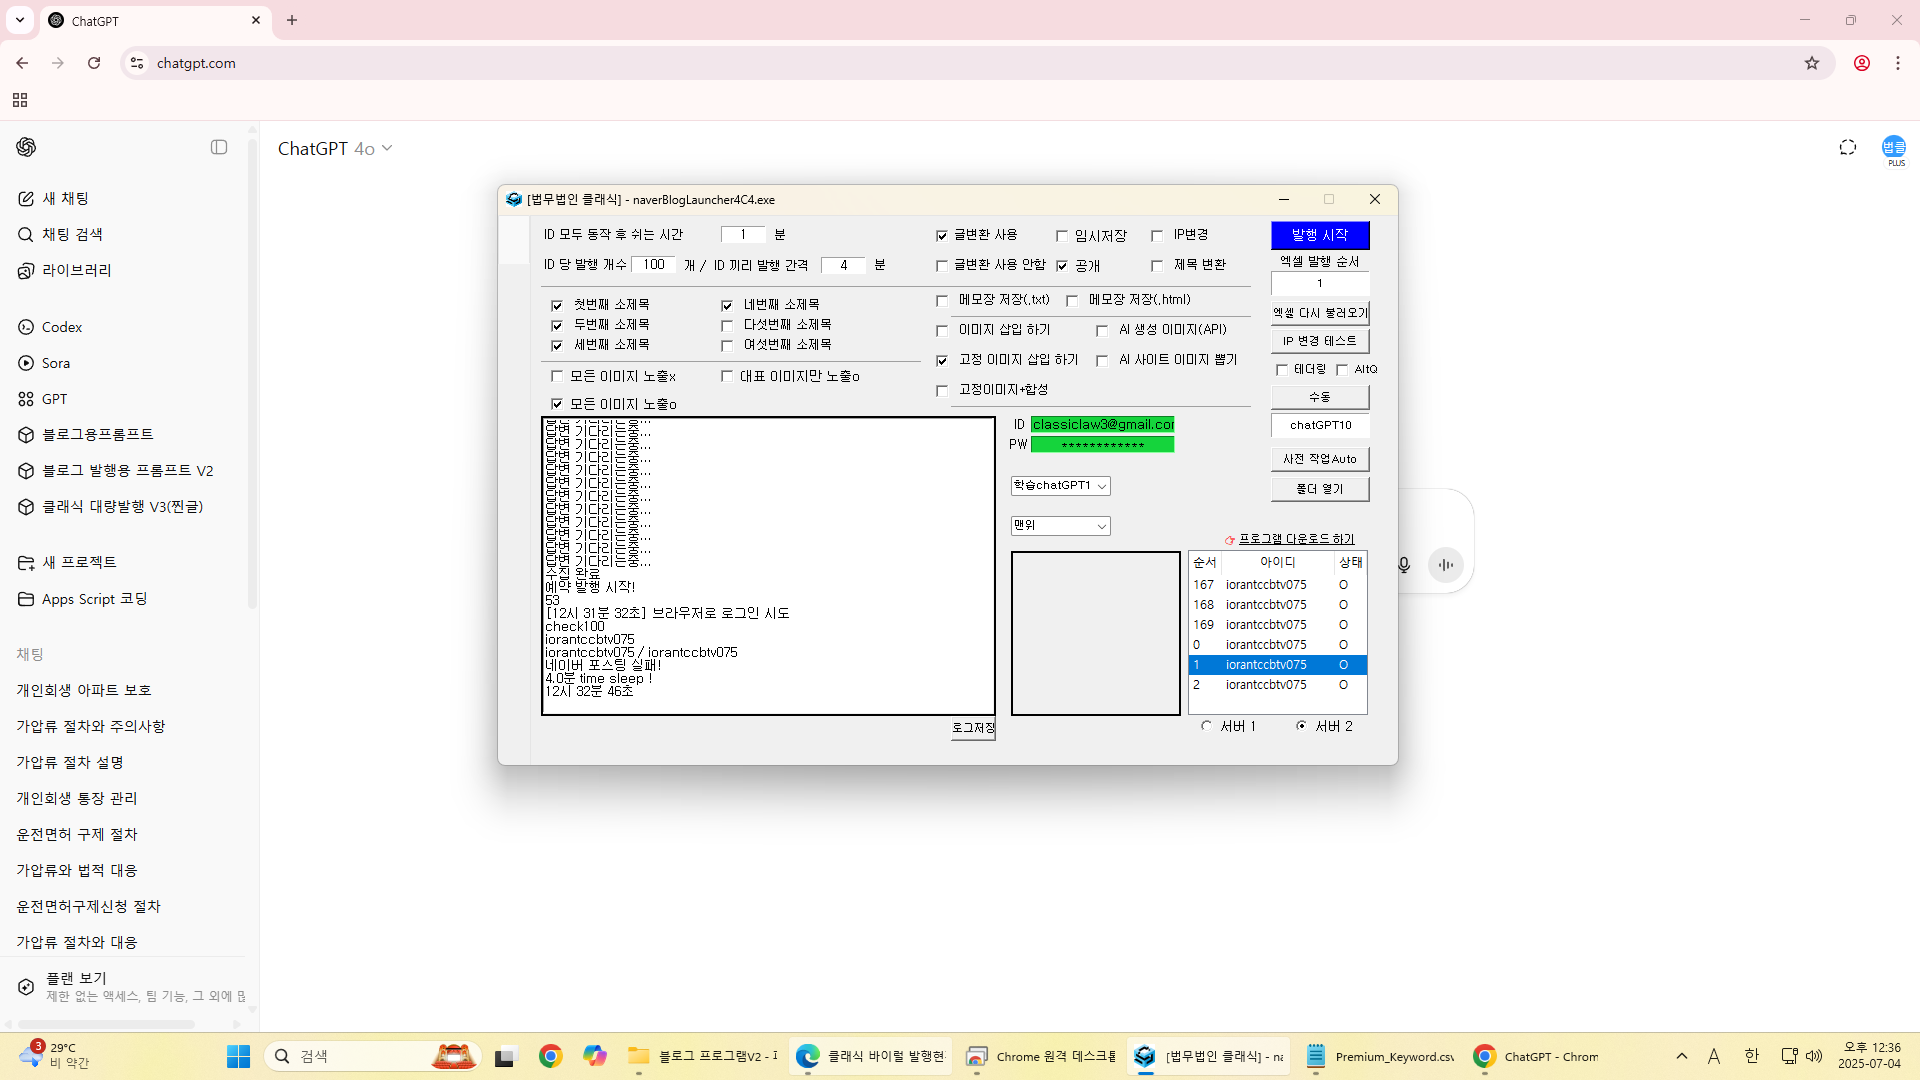 ChatGPT
chatgpt.com
새 채팅
채팅 검색
라이브러리
Codex
Sora
GPT
블로그용프롬프트
블로그 발행용 프롬프트 V2
클래식 대량발행 V3(찐글)
새 프로젝트
Apps Script 코딩
채팅
개인회생 아파트 보호
가압류 절차와 주의사항
가압류 절차 설명
개인회생 통장 관리
운전면허 구제 절차
가압류와 법적 대응
운전면허구제신청 절차
가압류 절차와 대응
플랜 보기
제한 없는 액세스, 팀 기능, 그 외에
ChatGPT 4o
법클
PLUS
[법무법인 클래식] - naverBlogLauncher4C4.exe
ID 모두 동작 후 쉬는 시간 1 분
ID 당 발행 개수 100 개 / ID 끼리 발행 간격 4 분
글변환 사용 임시저장 IP변경
글변환 사용 안함 공개 제목 변환
첫번째 소제목 네번째 소제목
두번째 소제목 다섯번째 소제목
세번째 소제목 여섯번째 소제목
모든 이미지 노출x 대표 이미지만 노출o
모든 이미지 노출o
메모장 저장(.txt) 메모장 저장(.html)
이미지 삽입 하기 AI 생성 이미지(API)
고정 이미지 삽입 하기 AI 사이트 이미지 뽑기
고정이미지+합성
발행 시작
엑셀 발행 순서
1
엑셀 다시 불러오기
IP 변경 테스트
테더링 AltQ
수동
chatGPT10
사전 작업Auto
폴더 열기
답변 기다리는중...
답변 기다리는중...
답변 기다리는중...
답변 기다리는중...
답변 기다리는중...
답변 기다리는중...
답변 기다리는중...
답변 기다리는중...
답변 기다리는중...
답변 기다리는중...
답변 기다리는중...
답변 기다리는중...
수집 완료
예약 발행 시작!
53
[12시 31분 32초] 브라우저로 로그인 시도
check100
iorantccbtv075
iorantccbtv075 / iorantccbtv075
네이버 포스팅 실패!
4.0분 time sleep !
12시 32분 46초
로그저장
ID classiclaw3@gmail.com
PW ************
학습chatGPT1
맨위
프로그램 다운로드 하기
순서 아이디 상태
167 iorantccbtv075 O
168 iorantccbtv075 O
169 iorantccbtv075 O
0 iorantccbtv075 O
1 iorantccbtv075 O
2 iorantccbtv075 O
서버 1 서버 2
3
29°C
비 약간
검색
블로그 프로그램V2 -
클래식 바이럴 발행현
Chrome 원격 데스크톱
[법무법인 클래식] - na
Premium_Keyword.csv
ChatGPT - Chrom
A
한
오후 12:36
2025-07-04